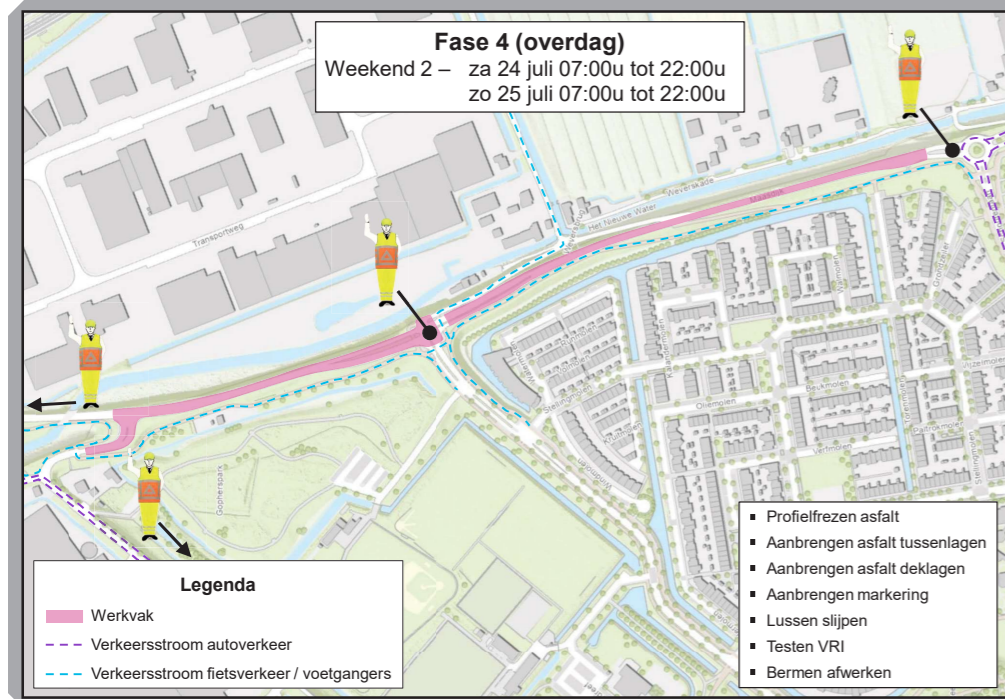 Fase 4 (overdag)
Weekend 2 – za 24 juli 07:00u tot 22:00u
zo 25 juli 07:00u tot 22:00u
Transportweg
Weverskade
Het Nieuwe Water
Maasdijk
Gopherspark
Oliemolen
Vertmolen
Legenda
Werkvak
Verkeersstroom autoverkeer
Verkeersstroom fietsverkeer / voetgangers
▪ Profielfrezen asfalt
▪ Aanbrengen asfalt tussenlagen
▪ Aanbrengen asfalt deklagen
▪ Aanbrengen markering
▪ Lussen slijpen
▪ Testen VRI
▪ Bermen afwerken